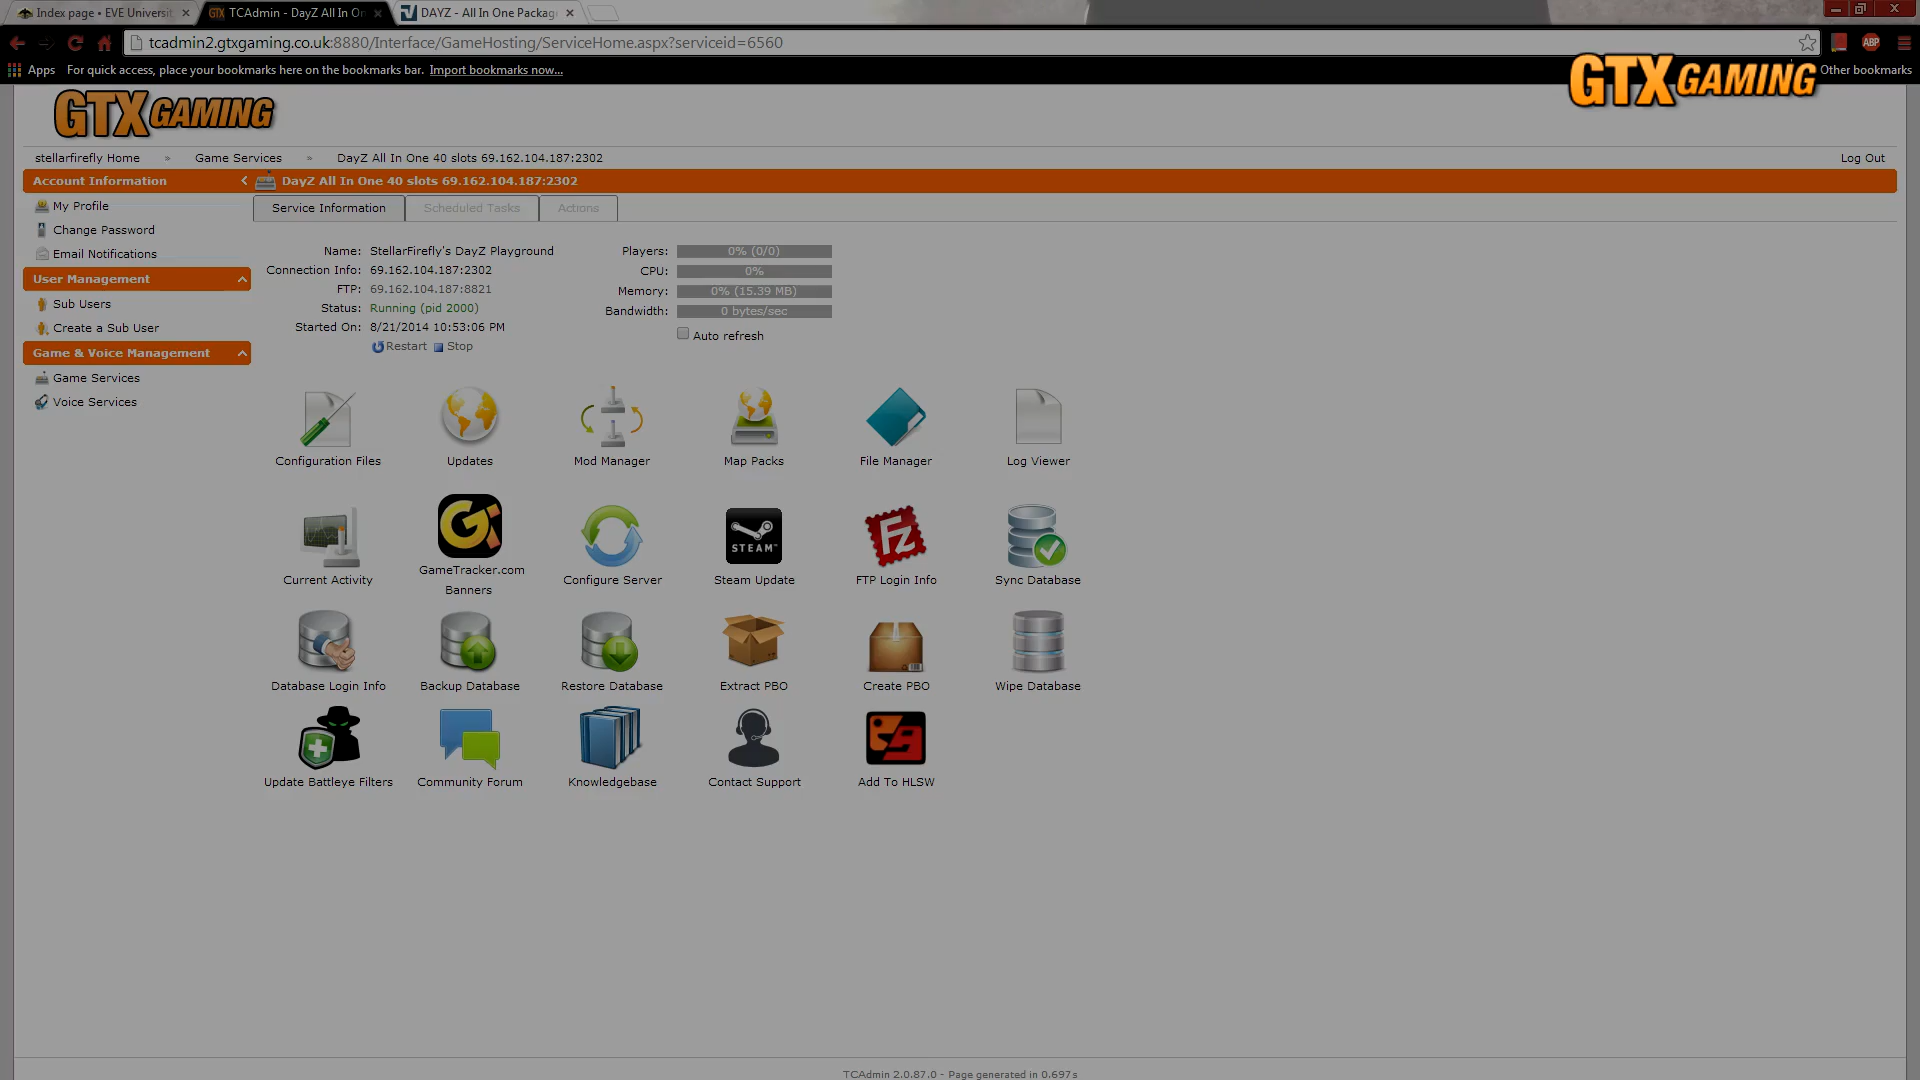 Index page • EVE Universit
TCAdmin - DayZ All In On
DAYZ - All In One Package
tcadmin2.gtxgaming.co.uk:8880/Interface/GameHosting/ServiceHome.aspx?serviceid=6560
ABP
Apps For quick access, place your bookmarks here on the bookmarks bar. Import bookmarks now...
Other bookmarks
GTX GAMING
GTX GAMING
stellarfirefly Home » Game Services » DayZ All In One 40 slots 69.162.104.187:2302
Log Out
Account Information
DayZ All In One 40 slots 69.162.104.187:2302
My Profile
Change Password
Email Notifications
User Management
Sub Users
Create a Sub User
Game & Voice Management
Game Services
Voice Services
Service Information
Scheduled Tasks
Actions
Name: StellarFirefly's DayZ Playground
Connection Info: 69.162.104.187:2302
FTP: 69.162.104.187:8821
Status: Running (pid 2000)
Started On: 8/21/2014 10:53:06 PM
Restart Stop
Players: 0% (0/0)
CPU: 0%
Memory: 0% (15.39 MB)
Bandwidth: 0 bytes/sec
Auto refresh
Configuration Files
Updates
Mod Manager
Map Packs
File Manager
Log Viewer
STEAM™
Fz
Current Activity
GameTracker.com
Banners
Configure Server
Steam Update
FTP Login Info
Sync Database
Database Login Info
Backup Database
Restore Database
Extract PBO
Create PBO
Wipe Database
Update Battleye Filters
Community Forum
Knowledgebase
Contact Support
Add To HLSW
TCAdmin 2.0.87.0 - Page generated in 0.697s